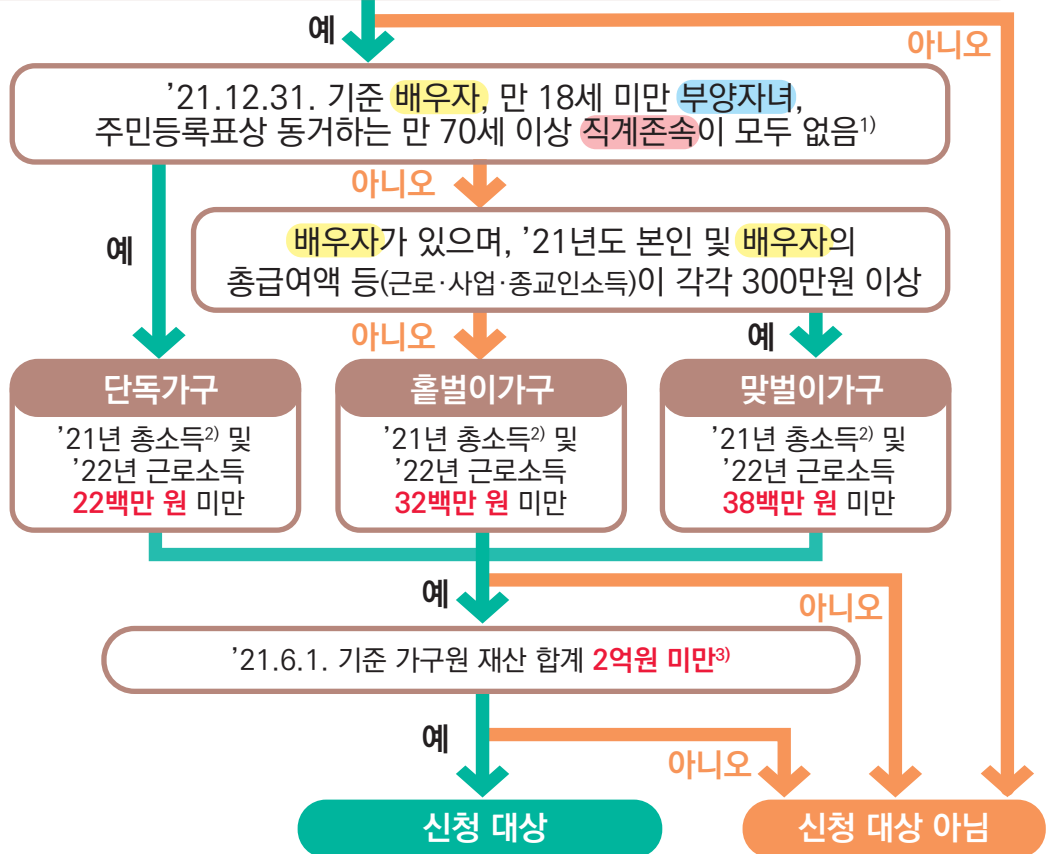 예
아니오
’21.12.31. 기준 배우자, 만 18세 미만 부양자녀,
주민등록표상 동거하는 만 70세 이상 직계존속이 모두 없음1)
아니오
예
배우자가 있으며, ’21년도 본인 및 배우자의
총급여액 등(근로·사업·종교인소득)이 각각 300만원 이상
아니오
예
단독가구
’21년 총소득2) 및
’22년 근로소득
22백만 원 미만
홑벌이가구
’21년 총소득2) 및
’22년 근로소득
32백만 원 미만
맞벌이가구
’21년 총소득2) 및
’22년 근로소득
38백만 원 미만
예
아니오
’21.6.1. 기준 가구원 재산 합계 2억원 미만3)
예
아니오
신청 대상
신청 대상 아님